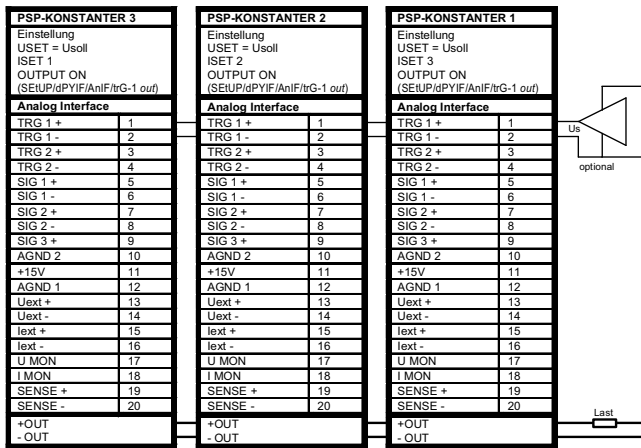 PSP-KONSTANTER 3
Einstellung
USET = Usoll
ISET 1
OUTPUT ON
(SEtUP/dPYIF/AnIF/trG-1 out)
Analog Interface
TRG 1 + 1
TRG 1 - 2
TRG 2 + 3
TRG 2 - 4
SIG 1 + 5
SIG 1 - 6
SIG 2 + 7
SIG 2 - 8
SIG 3 + 9
AGND 2 10
+15V 11
AGND 1 12
Uext + 13
Uext - 14
Iext + 15
Iext - 16
U MON 17
I MON 18
SENSE + 19
SENSE - 20
+OUT
- OUT
PSP-KONSTANTER 2
Einstellung
USET = Usoll
ISET 2
OUTPUT ON
(SEtUP/dPYIF/AnIF/trG-1 out)
Analog Interface
TRG 1 + 1
TRG 1 - 2
TRG 2 + 3
TRG 2 - 4
SIG 1 + 5
SIG 1 - 6
SIG 2 + 7
SIG 2 - 8
SIG 3 + 9
AGND 2 10
+15V 11
AGND 1 12
Uext + 13
Uext - 14
Iext + 15
Iext - 16
U MON 17
I MON 18
SENSE + 19
SENSE - 20
+OUT
- OUT
PSP-KONSTANTER 1
Einstellung
USET = Usoll
ISET 3
OUTPUT ON
(SEtUP/dPYIF/AnIF/trG-1 out)
Analog Interface
TRG 1 + 1
TRG 1 - 2
TRG 2 + 3
TRG 2 - 4
SIG 1 + 5
SIG 1 - 6
SIG 2 + 7
SIG 2 - 8
SIG 3 + 9
AGND 2 10
+15V 11
AGND 1 12
Uext + 13
Uext - 14
Iext + 15
Iext - 16
U MON 17
I MON 18
SENSE + 19
SENSE - 20
+OUT
- OUT
Us
optional
Last